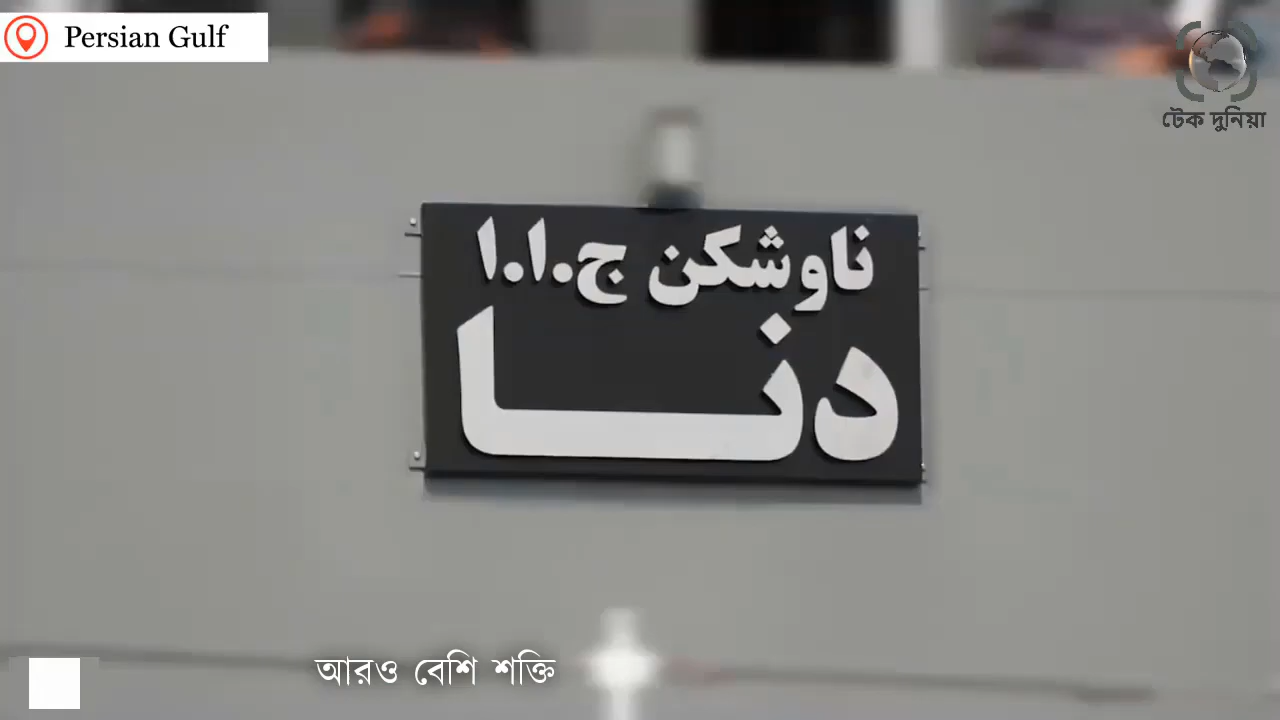 Persian Gulf
টেক দুনিয়া
ناوشکن ج.ا.ا
دنا
আরও বেশি শক্তি